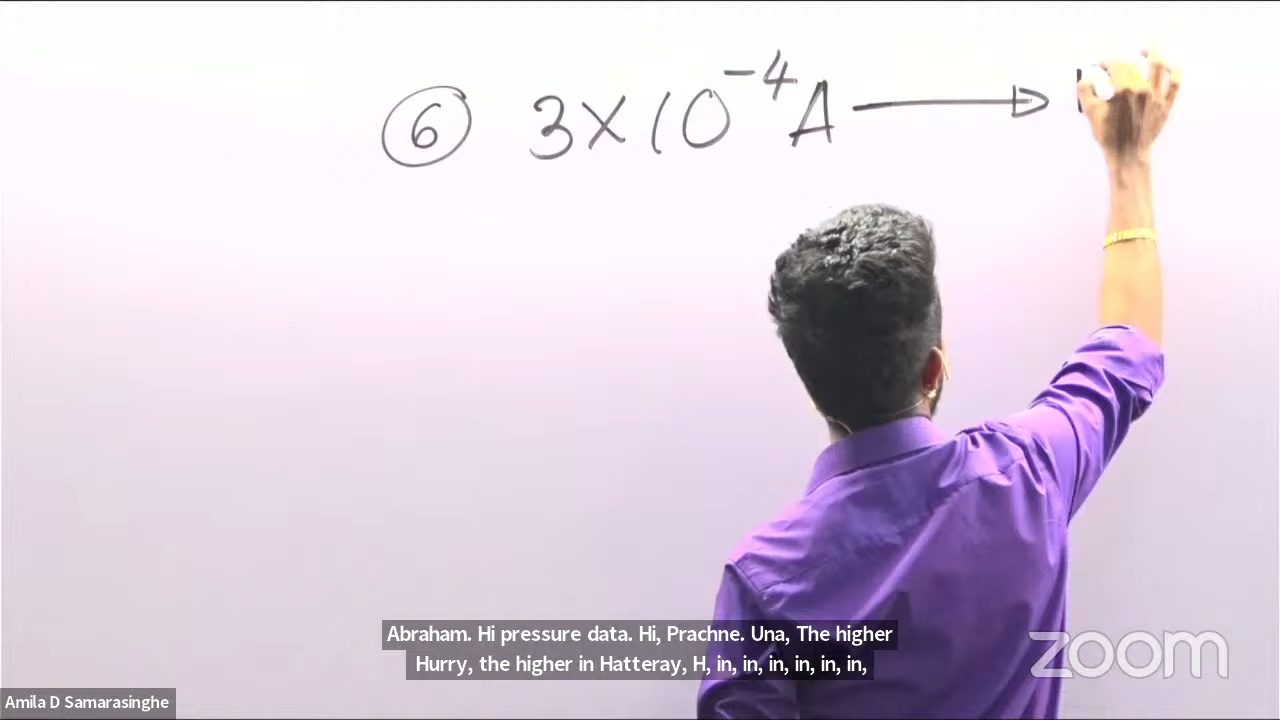 6 3×10⁻⁴A →
Abraham. Hi pressure data. Hi, Prachne. Una, The higher
Hurry, the higher in Hatteray, H, in, in, in, in, in, in,
zoom
Amila D Samarasinghe